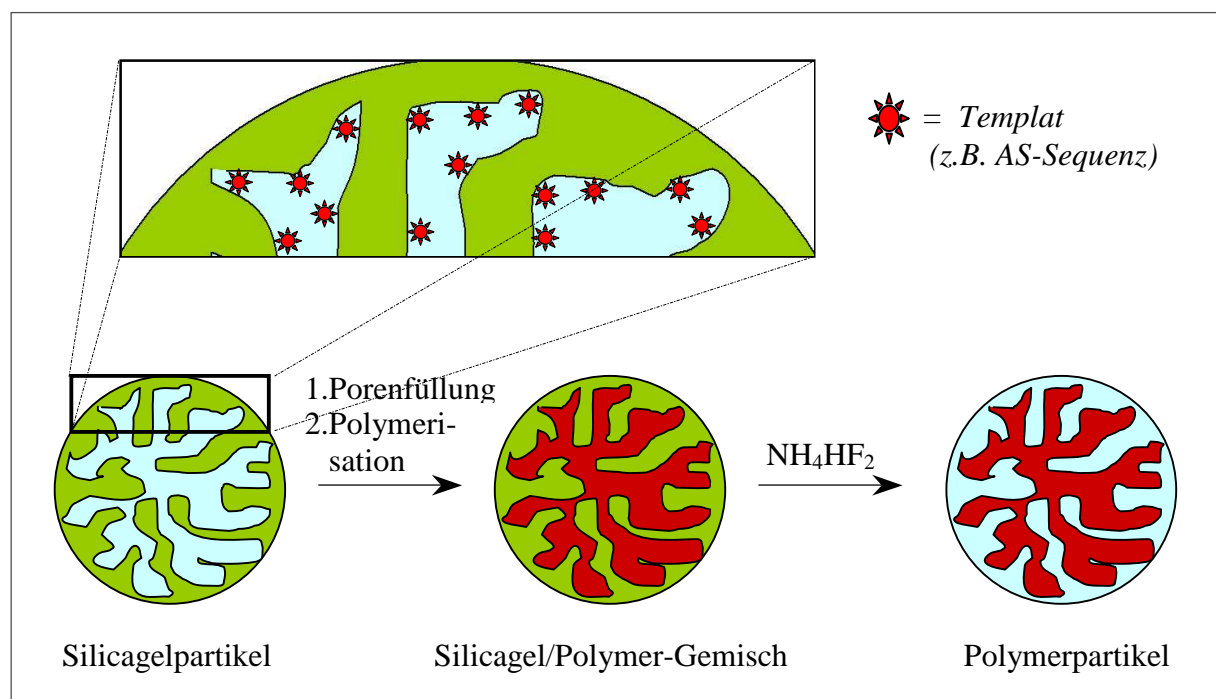 = Templat
(z.B. AS-Sequenz)
1.Porenfüllung
2.Polymeri-
sation
NH₄HF₂
Silicagelpartikel
Silicagel/Polymer-Gemisch
Polymerpartikel